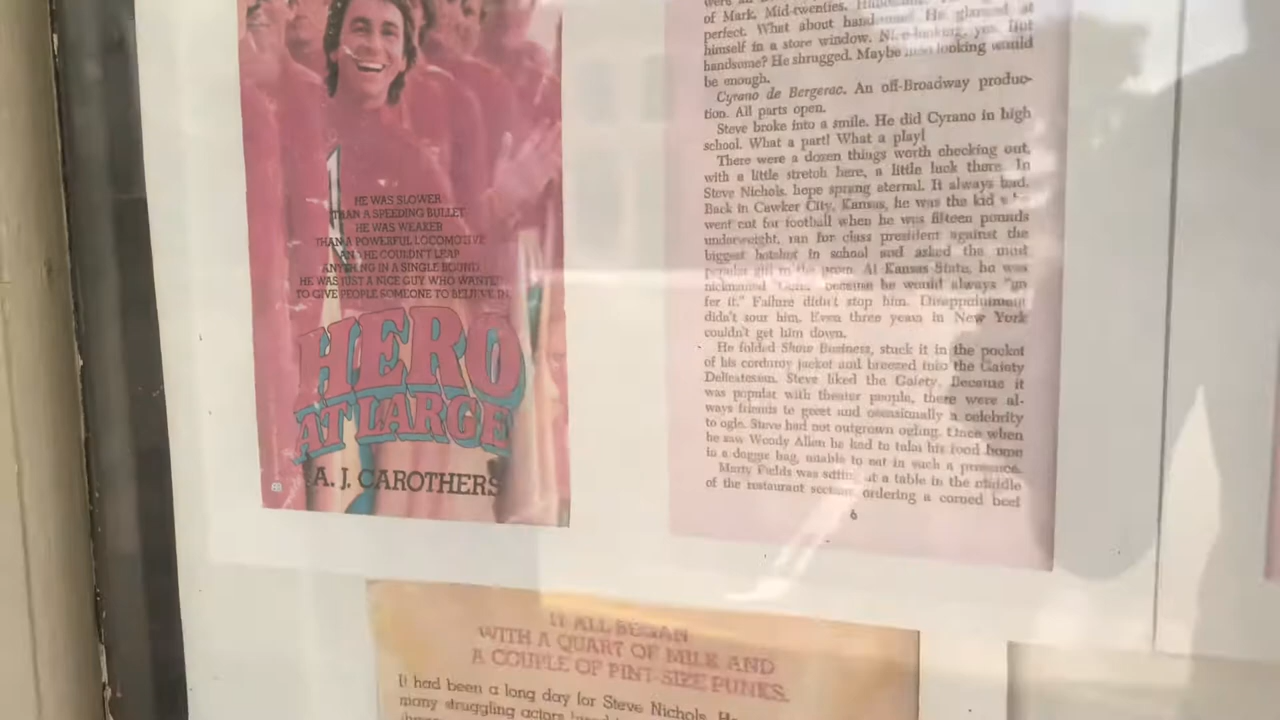 HE WAS SLOWER
THAN A SPEEDING BULLET
HE WAS WEAKER
THAN A POWERFUL LOCOMOTIVE
AND HE COULDN'T LEAP
ANYTHING IN A SINGLE BOUND
HE WAS JUST A NICE GUY WHO WANTED
TO GIVE PEOPLE SOMEONE TO BELIEVE IN.
HERO
AT LARGE
A. J. CAROTHERS
of Mark. Mid-twenties.
perfect. What about handsome? He glanced at
himself in a store window. Nice-looking, yes. But
handsome? He shrugged. Maybe nice-looking would
be enough.
Cyrano de Bergerac. An off-Broadway produc-
tion. All parts open.
Steve broke into a smile. He did Cyrano in high
school. What a part! What a play!
There were a dozen things worth checking out,
with a little stretch here, a little luck there. In
Steve Nichols, hope sprang eternal. It always had.
Back in Cawker City, Kansas, he was the kid who
went out for football when he was fifteen pounds
underweight, ran for class president against the
biggest hotshot in school and asked the most
popular girl to the prom. At Kansas State, he was
nicknamed because he would always "go
fer it." Failure didn't stop him. Disappointment
didn't sour him. Even three years in New York
couldn't get him down.
He folded Show Business, stuck it in the pocket
of his corduroy jacket and breezed into the Gaiety
Delicatessen. Steve liked the Gaiety. Because it
was popular with theater people, there were al-
ways friends to greet and occasionally a celebrity
to ogle. Steve had not outgrown ogling. Once when
he saw Woody Allen he had to take his food home
in a doggie bag, unable to eat in such a presence.
Marty Fields was sitting at a table in the middle
of the restaurant section, ordering a corned beef
6
IT ALL BEGAN
WITH A QUART OF MILK AND
A COUPLE OF PINT-SIZE PUNKS.
It had been a long day for Steve Nichols.
many struggling actors